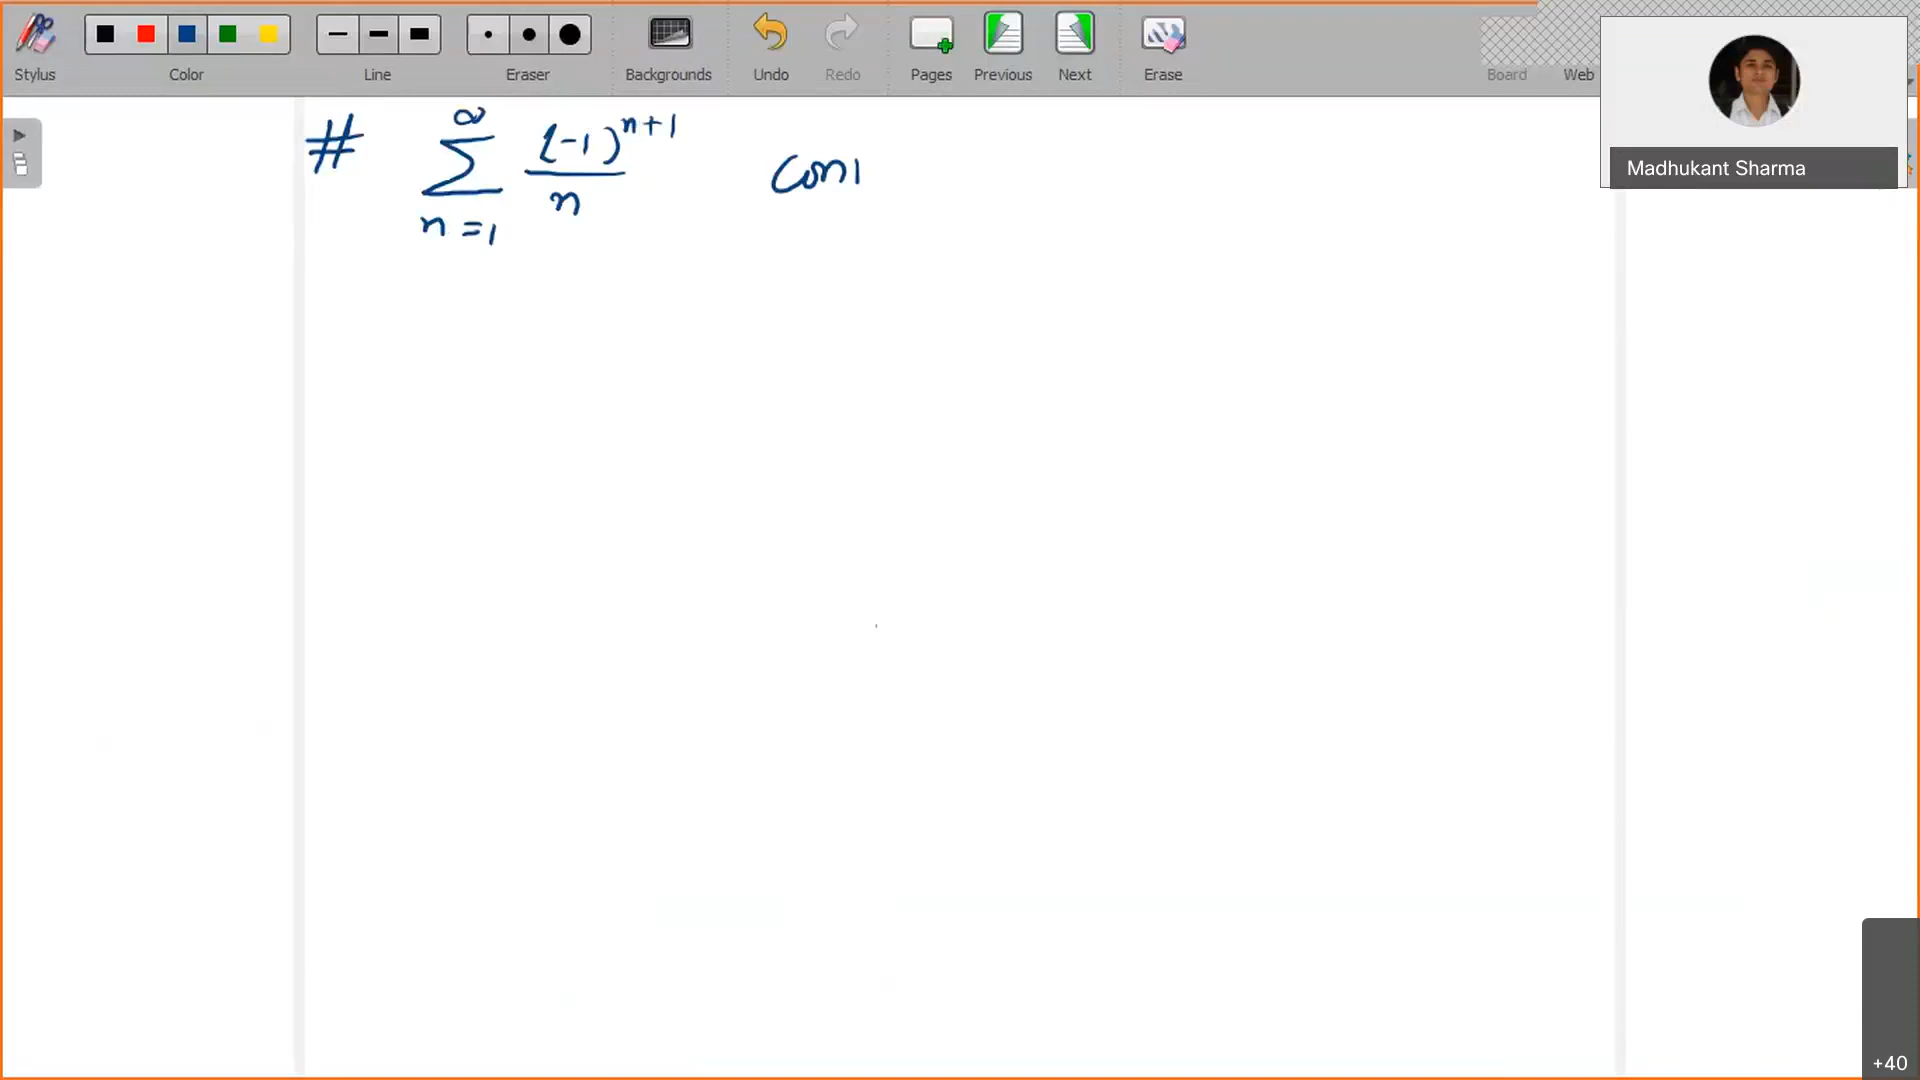 Stylus Color Line Eraser Backgrounds Undo Redo Pages Previous Next Erase Board Web
Madhukant Sharma
# ∞ ∑ n=1 (-1)^{n+1} / n con
+40